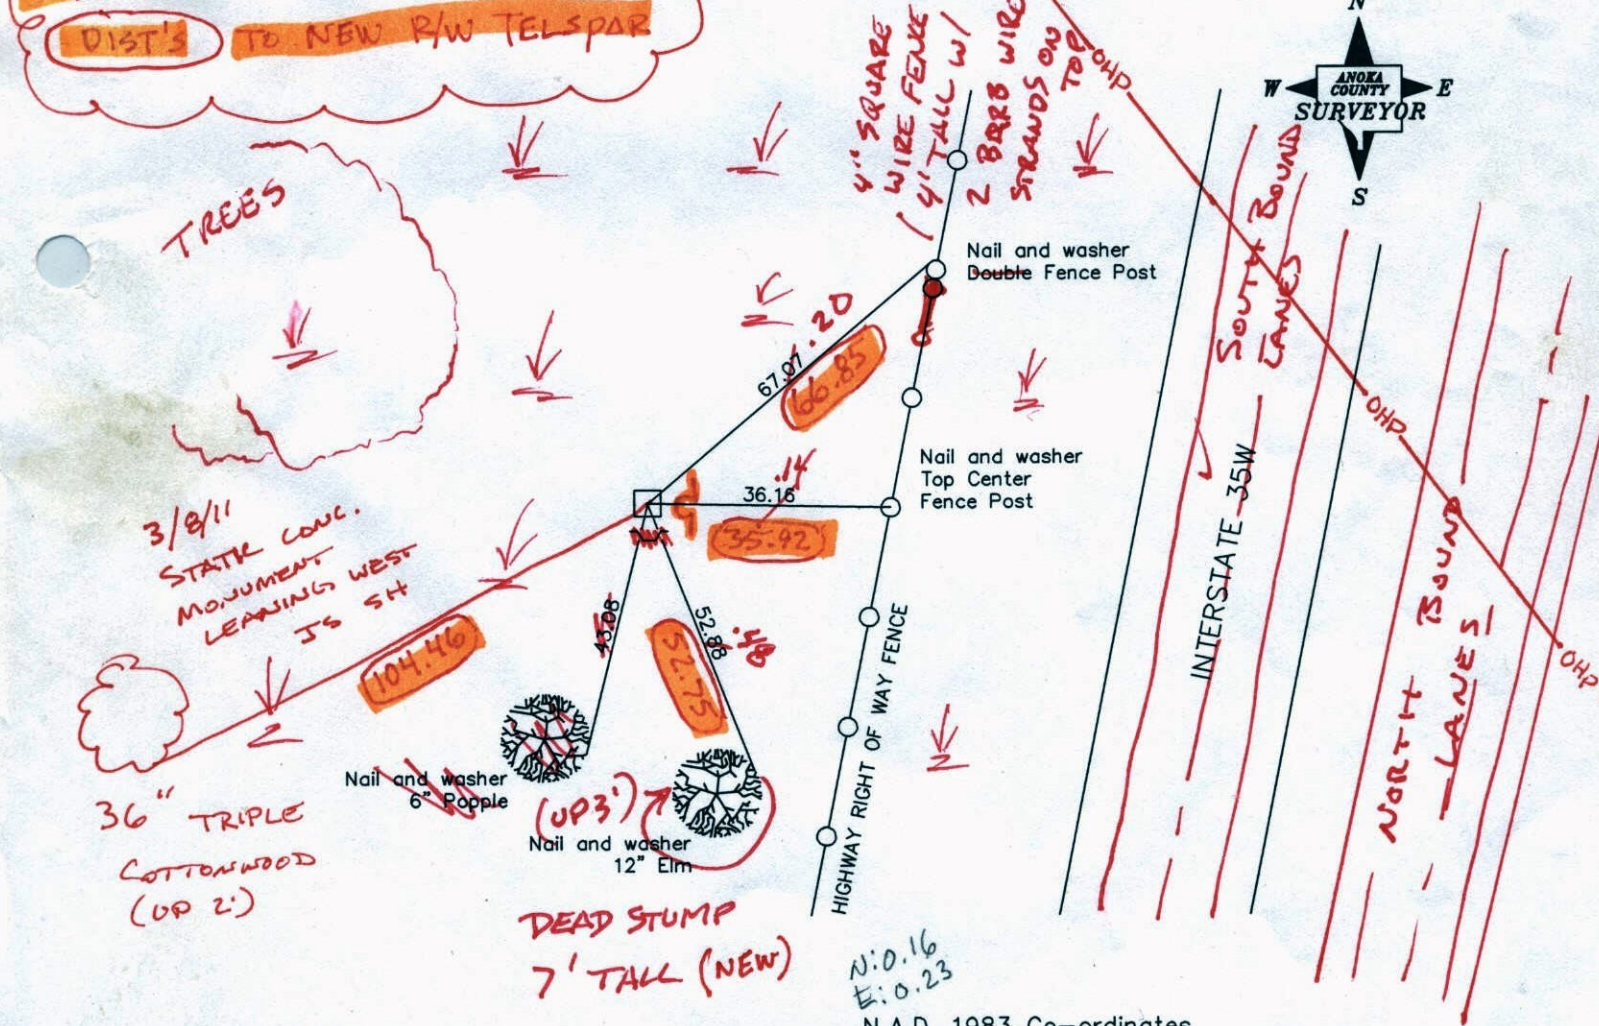 DIST'S TO NEW R/W TELSPAR
N
W E
ANOKA
COUNTY
SURVEYOR
S
4" SQUARE
WIRE FENCE
4' TALL W/
2 BARB WIRE
STRANDS ON
TOP
OHP
TREES
Nail and washer
Double Fence Post
SOUTH BOUND
LANES
67.07
.20
66.85
OHP
Nail and washer
Top Center
Fence Post
.14
36.16
35.92
3/8/11
STATE CONC.
MONUMENT
LEANING WEST
JS SH
INTERSTATE 35W
NORTH BOUND
LANES
OHP
104.46
43.08
52.88
52.75
HIGHWAY RIGHT OF WAY FENCE
Nail and washer
6" Popple
36" TRIPLE
COTTONWOOD
(UP 2')
(UP 3')
Nail and washer
12" Elm
DEAD STUMP
7' TALL (NEW)
N: 0.16
E: 0.23
N.A.D. 1983 Co-ordinates